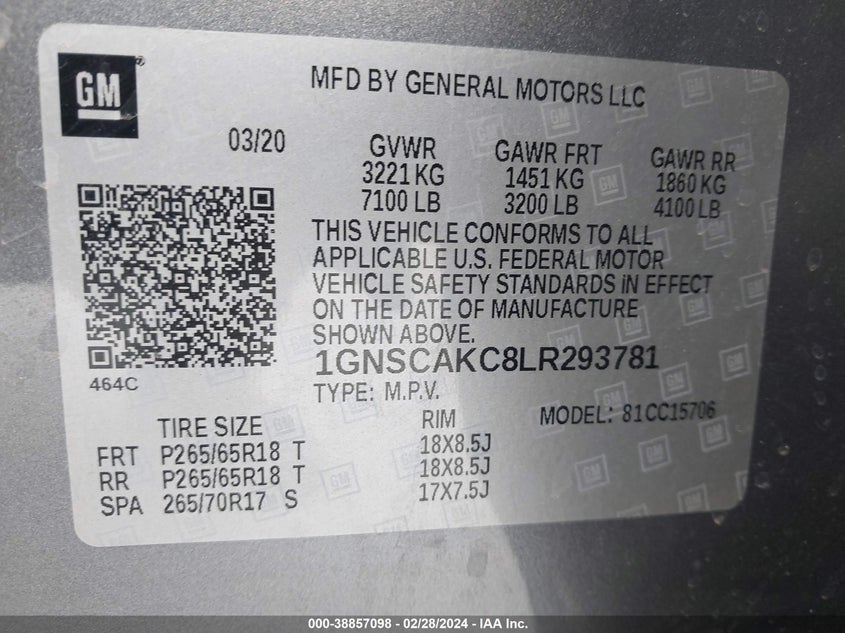 GM
MFD BY GENERAL MOTORS LLC
03/20
GVWR GAWR FRT GAWR RR
3221 KG 1451 KG 1860 KG
7100 LB 3200 LB 4100 LB
THIS VEHICLE CONFORMS TO ALL
APPLICABLE U.S. FEDERAL MOTOR
VEHICLE SAFETY STANDARDS IN EFFECT
ON THE DATE OF MANUFACTURE
SHOWN ABOVE.
464C
1GNSCAKC8LR293781
TYPE: M.P.V.
MODEL: 81CC15706
TIRE SIZE RIM
FRT P265/65R18 T 18X8.5J
RR P265/65R18 T 18X8.5J
SPA 265/70R17 S 17X7.5J
000-38857098 - 02/28/2024 - IAA Inc.